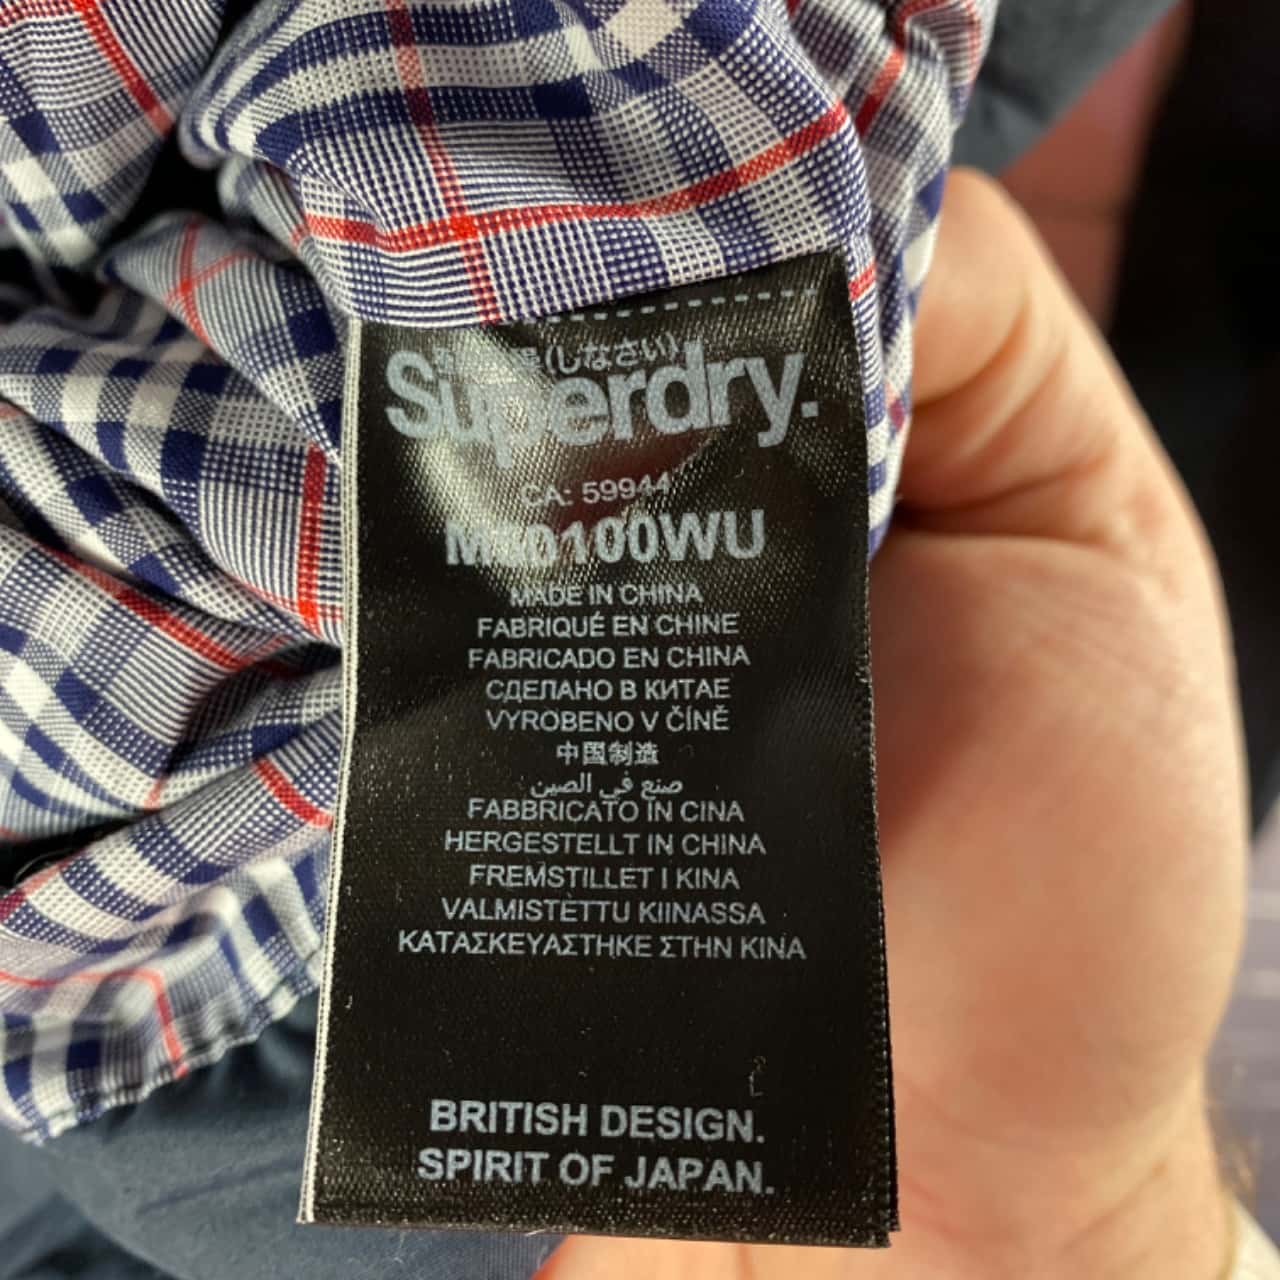 (しなさい)
Superdry.
CA: 59944
MADE IN CHINA
FABRIQUÉ EN CHINE
FABRICADO EN CHINA
СДЕЛАНО В КИТАЕ
VYROBENO V ČÍNĚ
中国制造
صنع في الصين
FABBRICATO IN CINA
HERGESTELLT IN CHINA
FREMSTILLET I KINA
VALMISTETTU KIINASSA
ΚΑΤΑΣΚΕΥΑΣΤΗΚΕ ΣΤΗΝ ΚΙΝΑ
BRITISH DESIGN.
SPIRIT OF JAPAN.